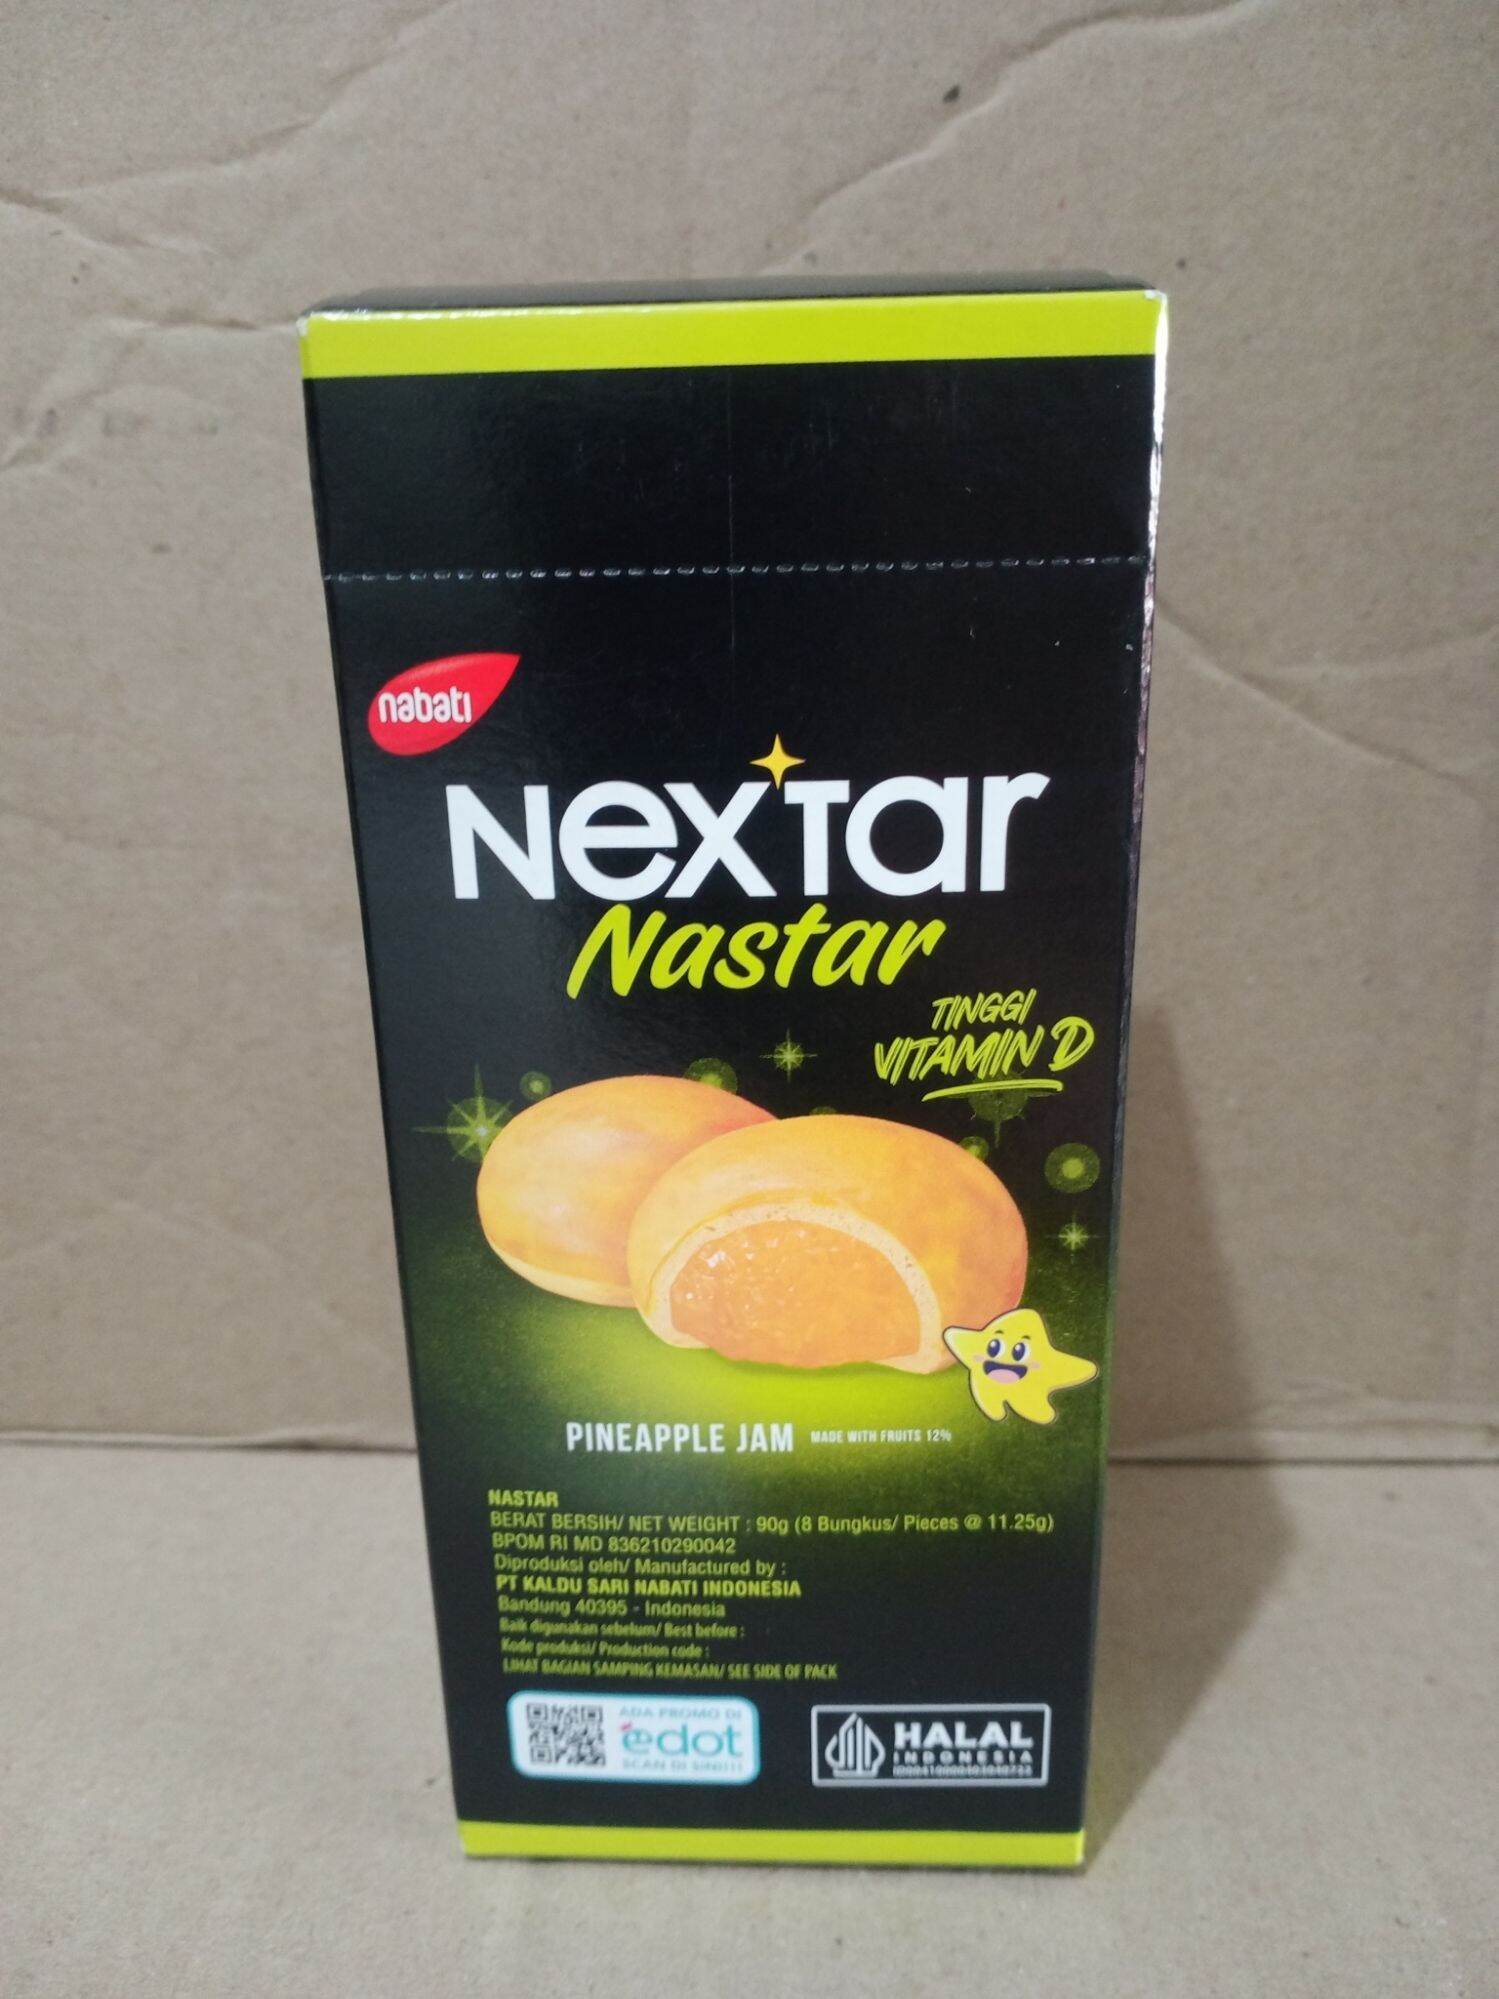 nabati
Nextar
Nastar
TINGGI
VITAMIN D
PINEAPPLE JAM MADE WITH FRUITS 12%
NASTAR
BERAT BERSIH/ NET WEIGHT : 90g (8 Bungkus/ Pieces @ 11.25g)
BPOM RI MD 836210290042
Diproduksi oleh/ Manufactured by :
PT KALDU SARI NABATI INDONESIA
Bandung 40395 - Indonesia
Baik digunakan sebelum/ Best before :
Kode produksi/ Production code :
LIHAT BAGIAN SAMPING KEMASAN/ SEE SIDE OF PACK
ADA PROMO DI
edot
SCAN DI SINI!!!
HALAL
INDONESIA